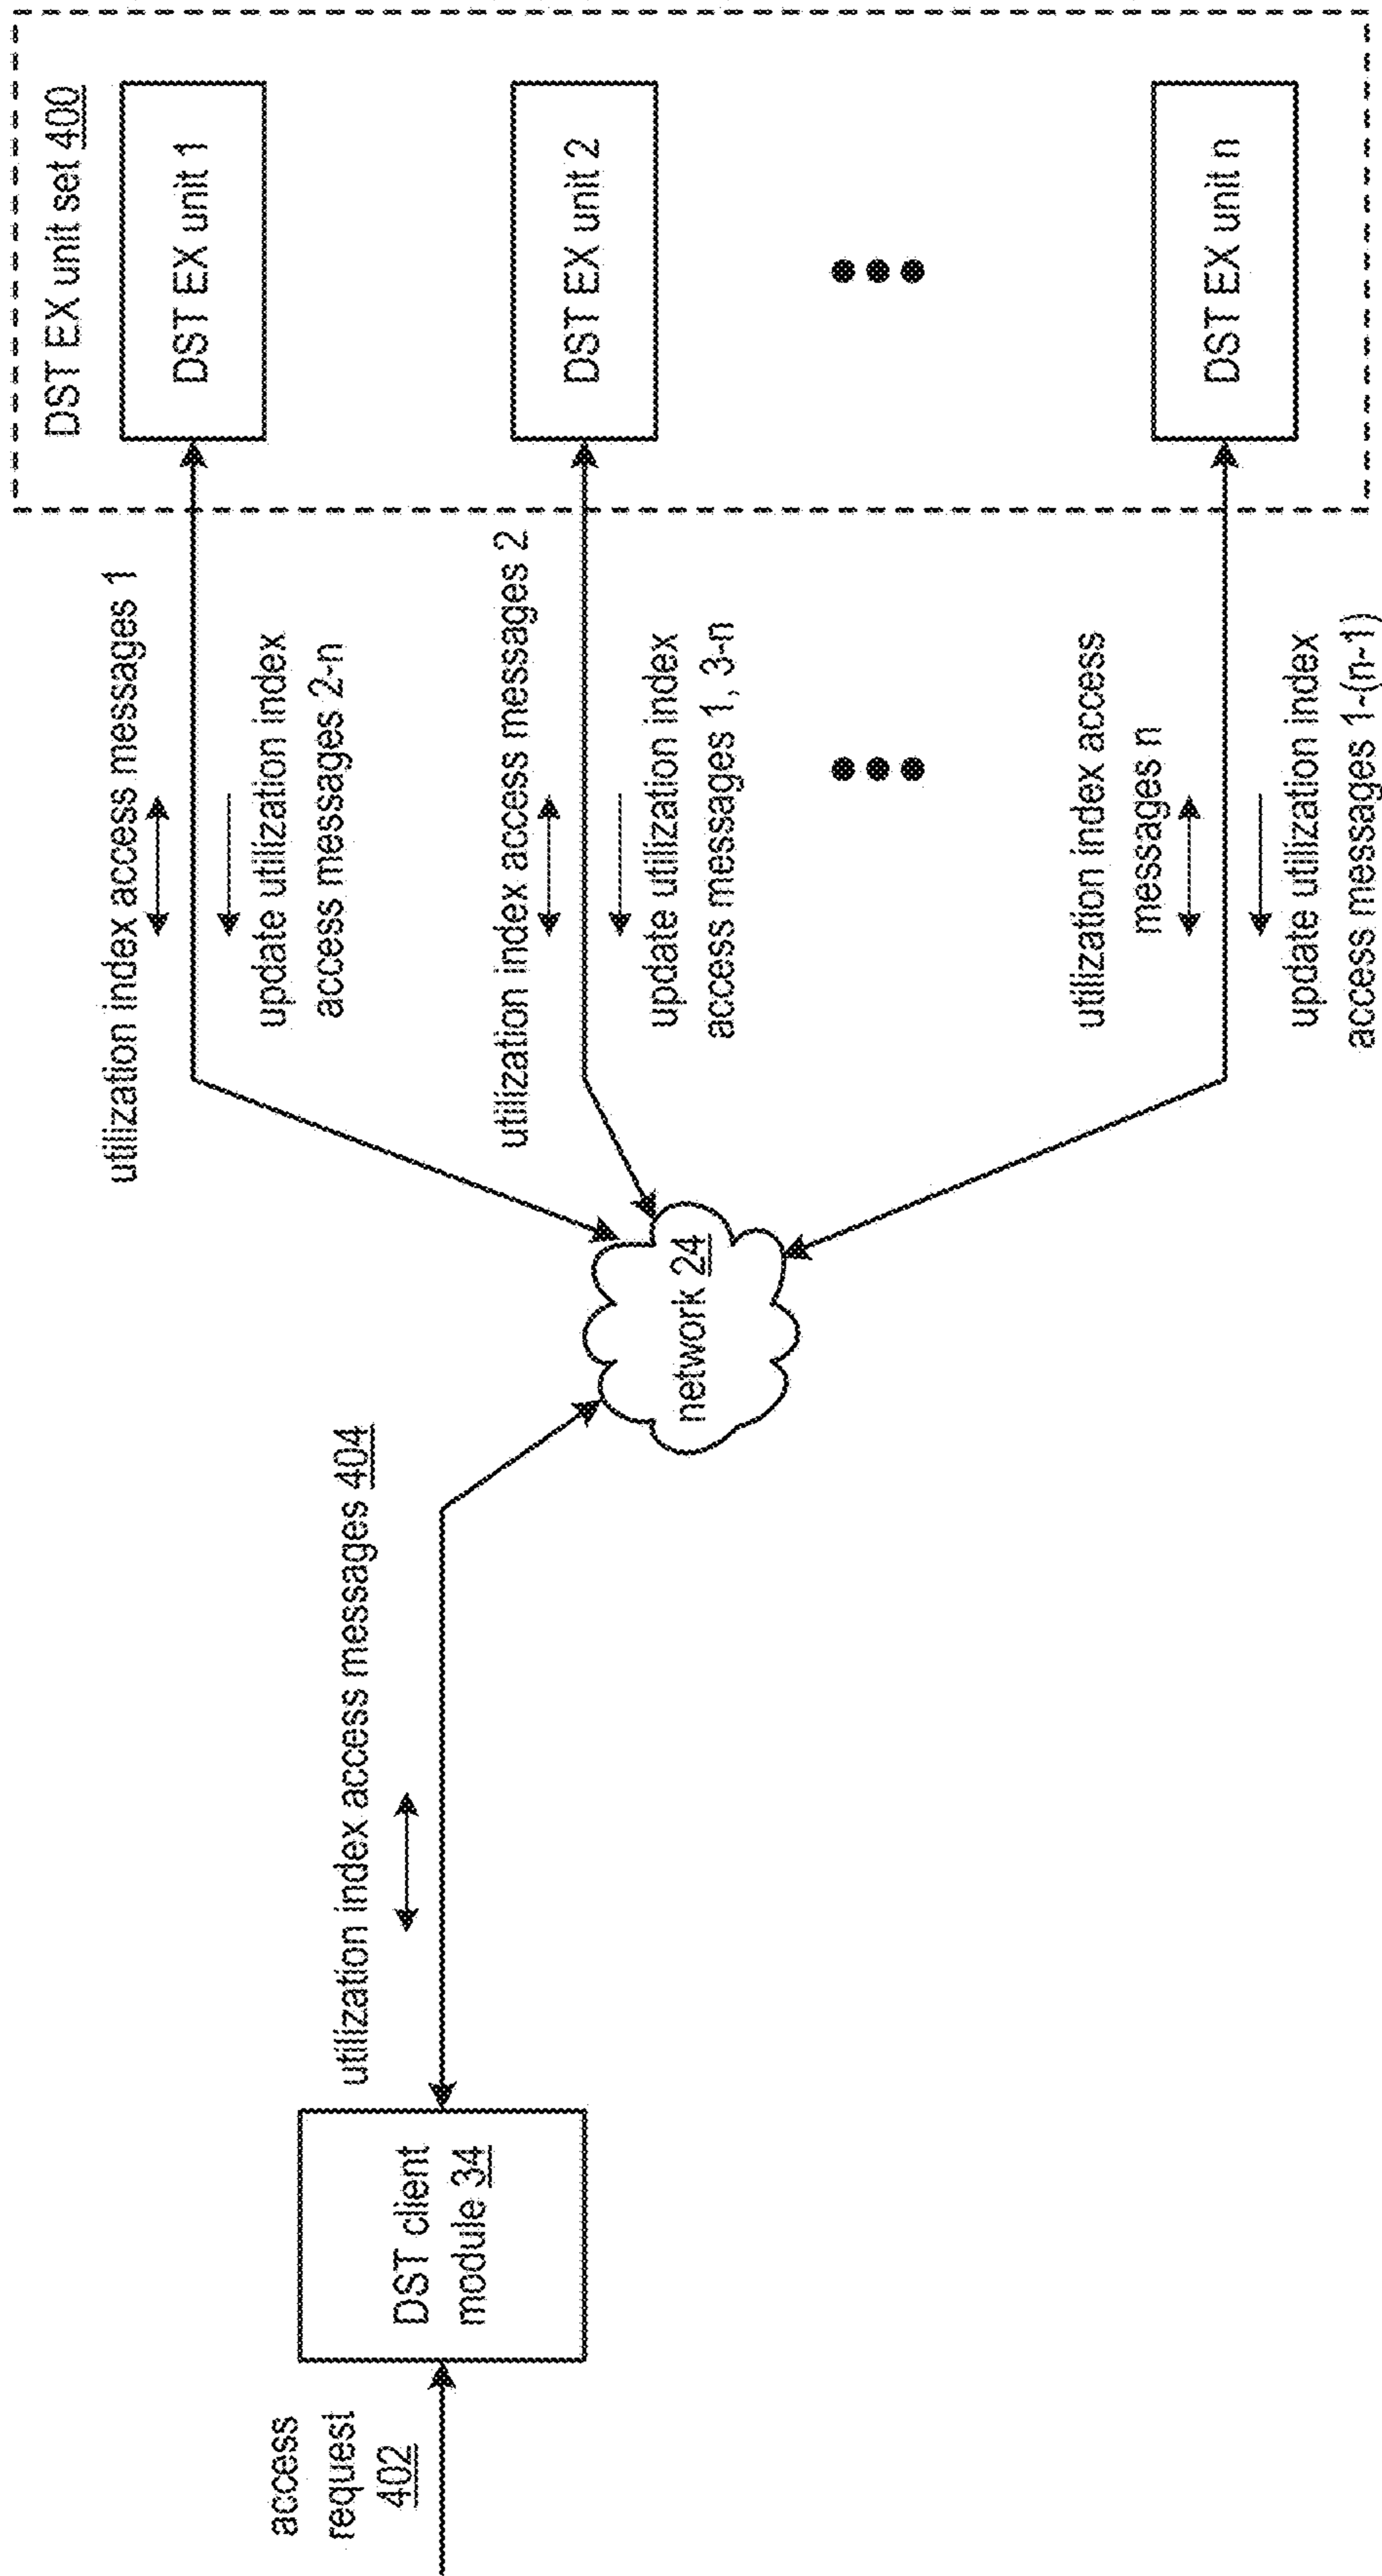 access
request
402
DST client
module 34
utilization index access messages 404
network 24
utilization index access messages 1
update utilization index
access messages 2-n
utilization index access messages 2
update utilization index
access messages 1, 3-n
utilization index access
messages n
update utilization index
access messages 1-(n-1)
DST EX unit set 400
DST EX unit 1
DST EX unit 2
DST EX unit n